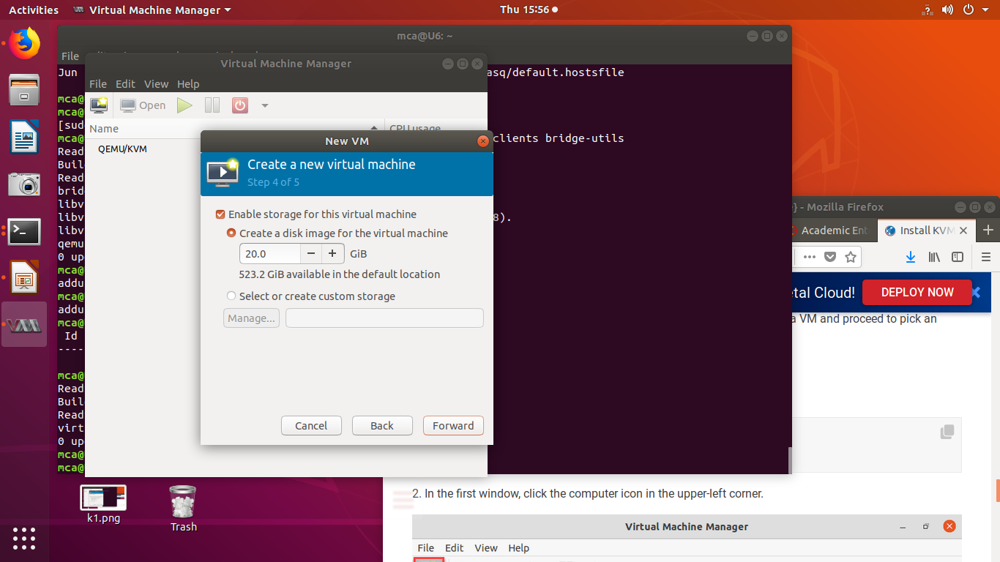 Activities
Virtual Machine Manager
Thu 15:56
mca@U6: ~
File
Jun
asq/default.hostsfile
mca@
mca@
[sud
mca@
clients bridge-utils
Read
Buil
Read
brid
libv
libv
8).
libv
qemu
0 upg
mca@
addu
mca@
addu
mca@
Id
----
mca@
Read
Buil
Read
virt
0 upg
mca@
mca@
Virtual Machine Manager
File Edit View Help
Open
Name
CPU usage
QEMU/KVM
New VM
Create a new virtual machine
Step 4 of 5
Enable storage for this virtual machine
Create a disk image for the virtual machine
20.0 − + GiB
523.2 GiB available in the default location
Select or create custom storage
Manage...
Cancel Back Forward
- Mozilla Firefox
Academic Ent
Install KVM
etal Cloud!
DEPLOY NOW
a VM and proceed to pick an
2. In the first window, click the computer icon in the upper-left corner.
Virtual Machine Manager
File Edit View Help
k1.png
Trash